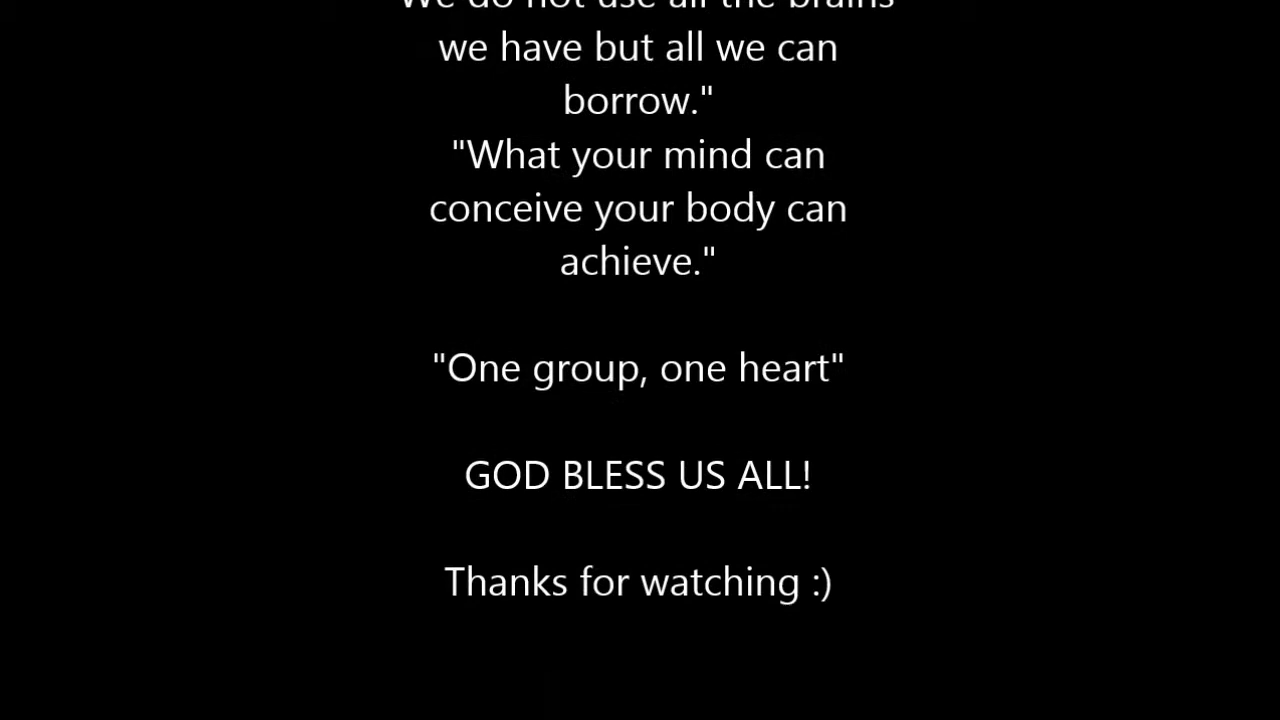 We do not use all the brains
we have but all we can
borrow."
"What your mind can
conceive your body can
achieve."
"One group, one heart"
GOD BLESS US ALL!
Thanks for watching :)